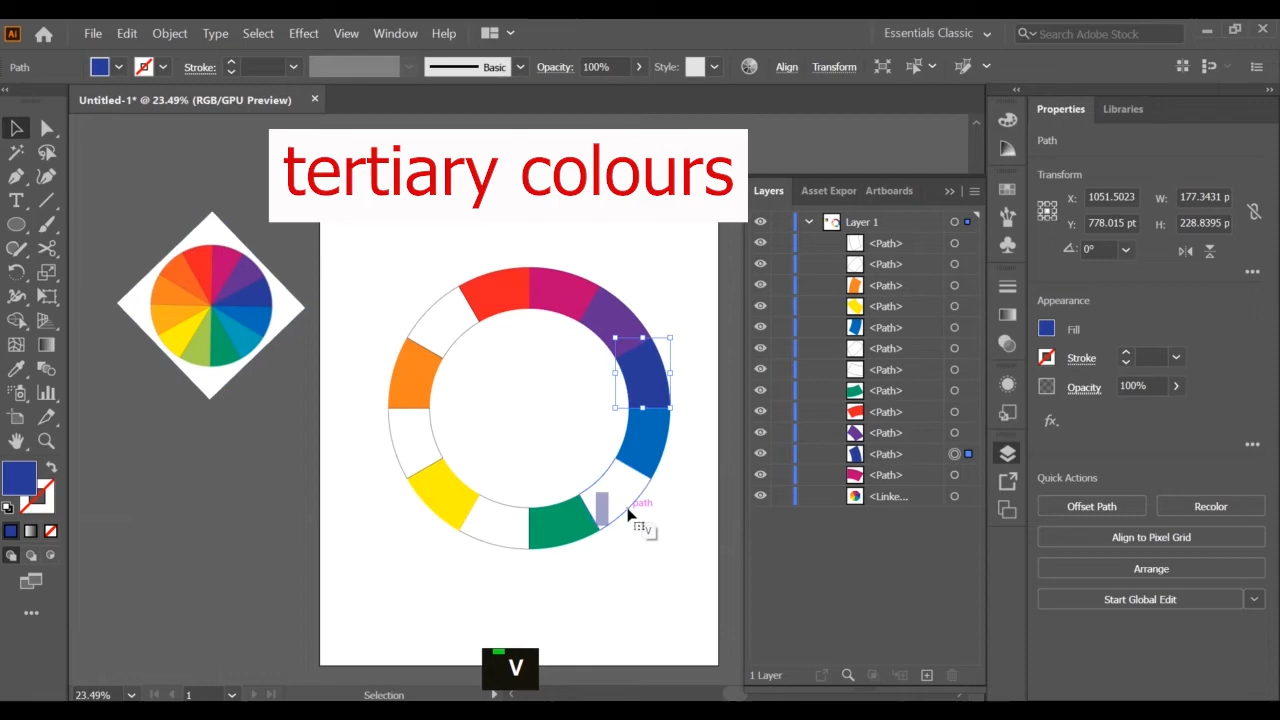 Ai File Edit Object Type Select Effect View Window Help Essentials Classic Search Adobe Stock
Path Stroke: Basic Opacity: 100% Style: Align Transform
Untitled-1* @ 23.49% (RGB/GPU Preview)
tertiary colours
path
V
V
23.49% 1 Selection
Layers Asset Expor Artboards
Layer 1
<Path>
<Path>
<Path>
<Path>
<Path>
<Path>
<Path>
<Path>
<Path>
<Path>
<Path>
<Path>
<Linke...
1 Layer
Properties Libraries
Path
Transform
X: 1051.5023 W: 177.3431 p
Y: 778.015 pt H: 228.8395 p
0°
Appearance
Fill
Stroke
Opacity 100%
fx.
Quick Actions
Offset Path Recolor
Align to Pixel Grid
Arrange
Start Global Edit